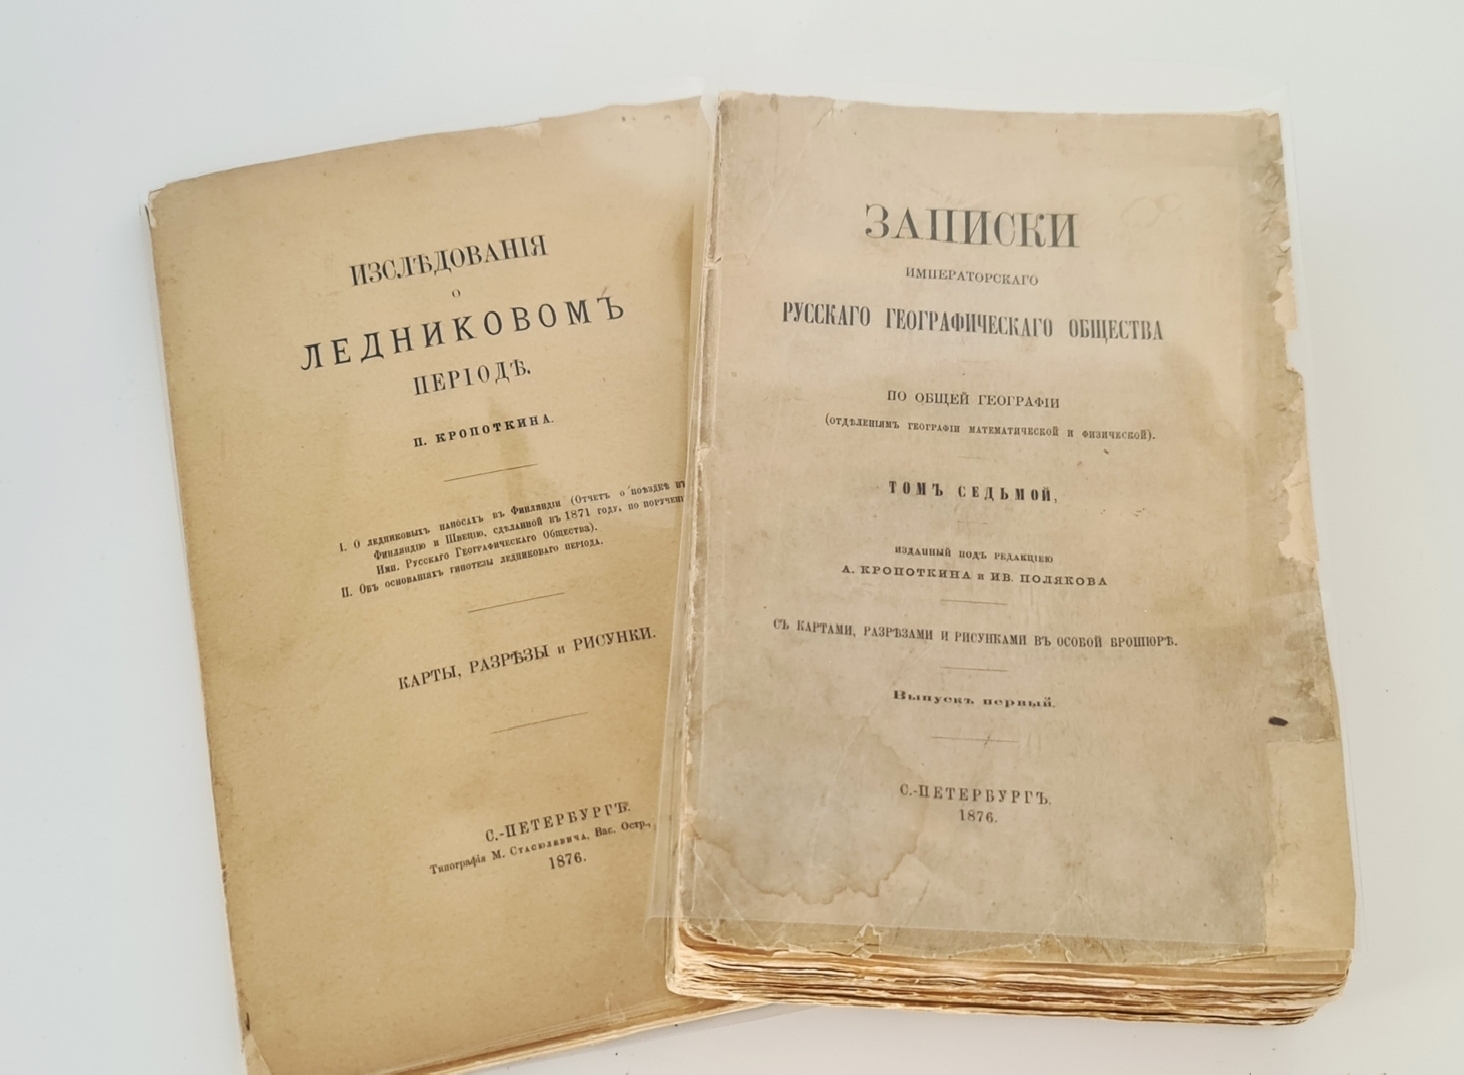 ИЗСЛѢДОВАНІЯ
О
ЛЕДНИКОВОМЪ
ПЕРІОДѢ.
П. КРОПОТКИНА.
I. О ледниковыхъ наносахъ въ Финляндіи (Отчет о поѣздкѣ въ
Финляндію и Швецію, сдѣланной въ 1871 году, по поручен
Имп. Русскаго Географическаго Общества).
II. Объ основаніяхъ гипотезы ледниковаго періода.
КАРТЫ, РАЗРѢЗЫ и РИСУНКИ.
С.-ПЕТЕРБУРГЪ.
Типографія М. Стасюлевича, Вас. Остр.,
1876.
ЗАПИСКИ
ИМПЕРАТОРСКАГО
РУССКАГО ГЕОГРАФИЧЕСКАГО ОБЩЕСТВА
ПО ОБЩЕЙ ГЕОГРАФІИ
(ОТДѢЛЕНІЯМЪ ГЕОГРАФІИ МАТЕМАТИЧЕСКОЙ И ФИЗИЧЕСКОЙ).
ТОМЪ СЕДЬМОЙ,
ИЗДАННЫЙ ПОДЪ РЕДАКЦІЕЮ
А. КРОПОТКИНА и ИВ. ПОЛЯКОВА
СЪ КАРТАМИ, РАЗРѢЗАМИ И РИСУНКАМИ ВЪ ОСОБОЙ БРОШЮРѢ.
Выпускъ первый.
С.-ПЕТЕРБУРГЪ.
1876.